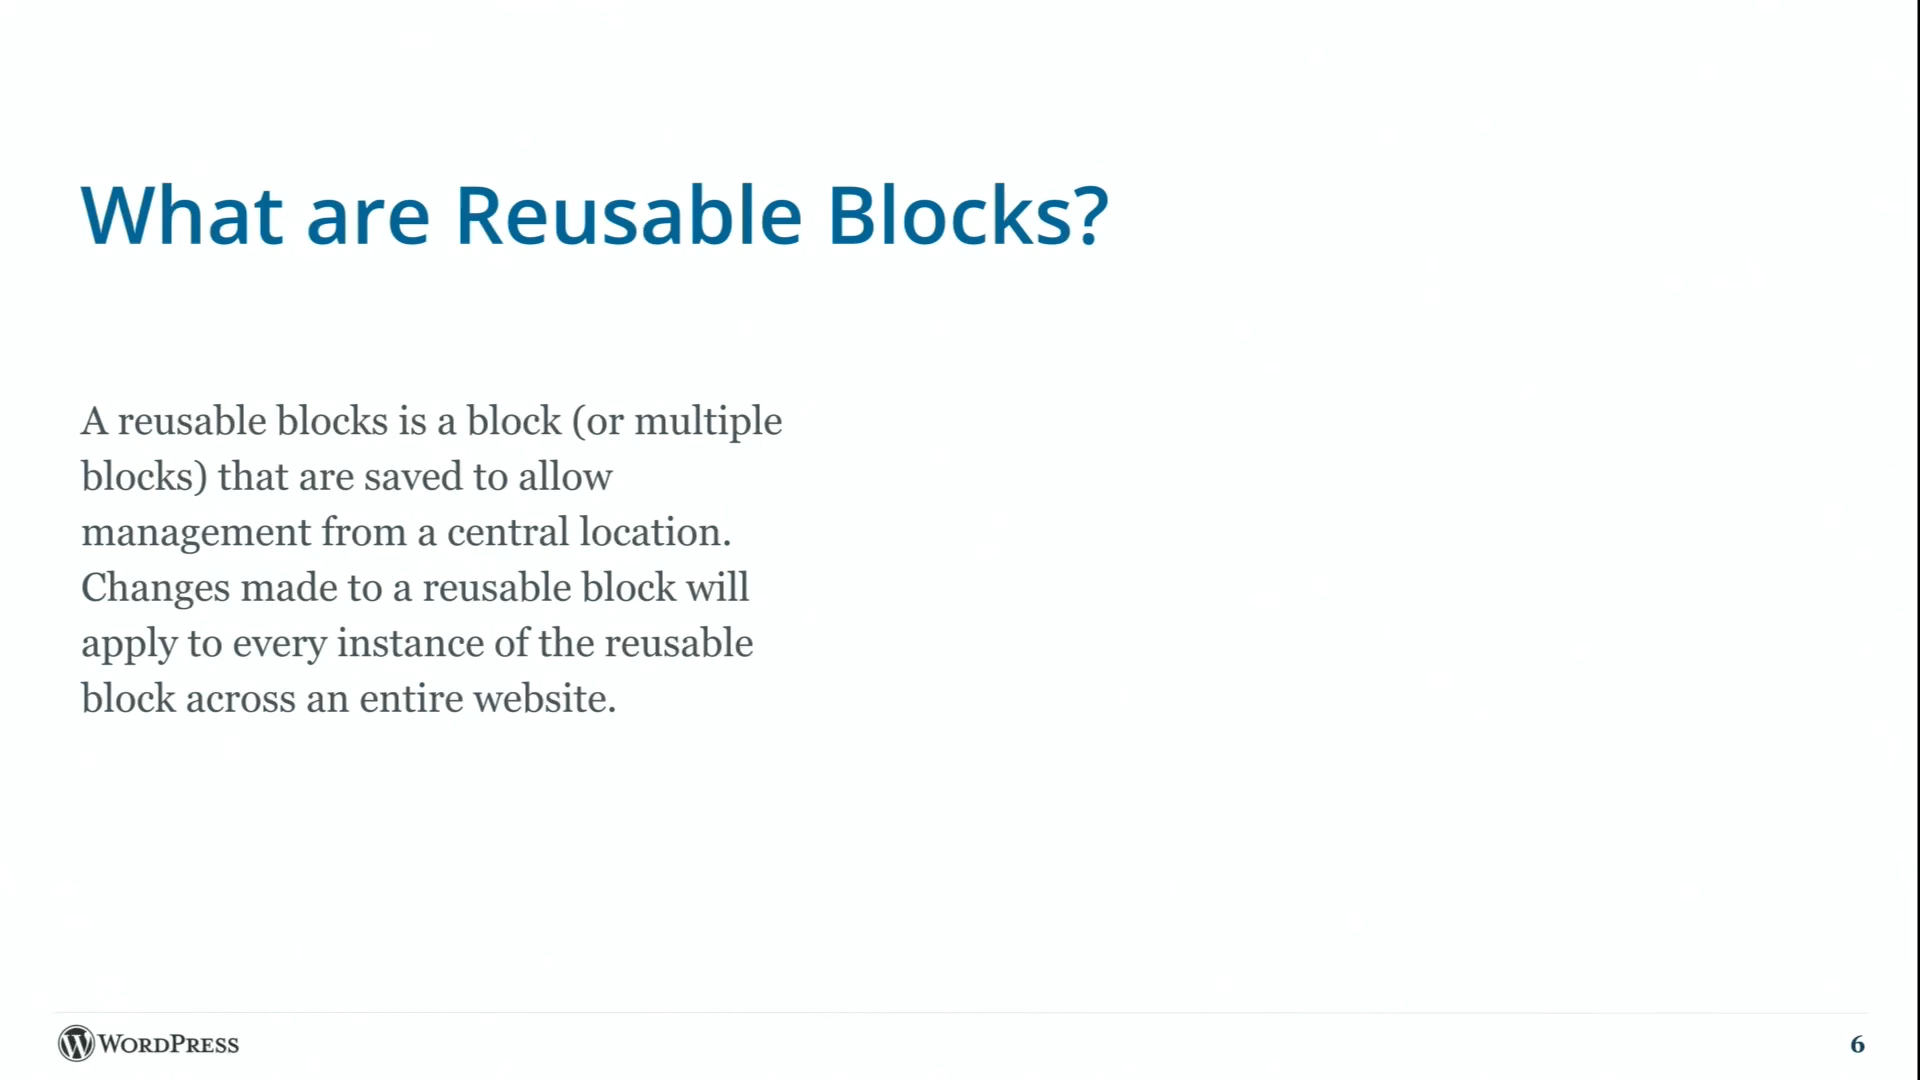 What are Reusable Blocks?
A reusable blocks is a block (or multiple
blocks) that are saved to allow
management from a central location.
Changes made to a reusable block will
apply to every instance of the reusable
block across an entire website.
WORDPRESS
6